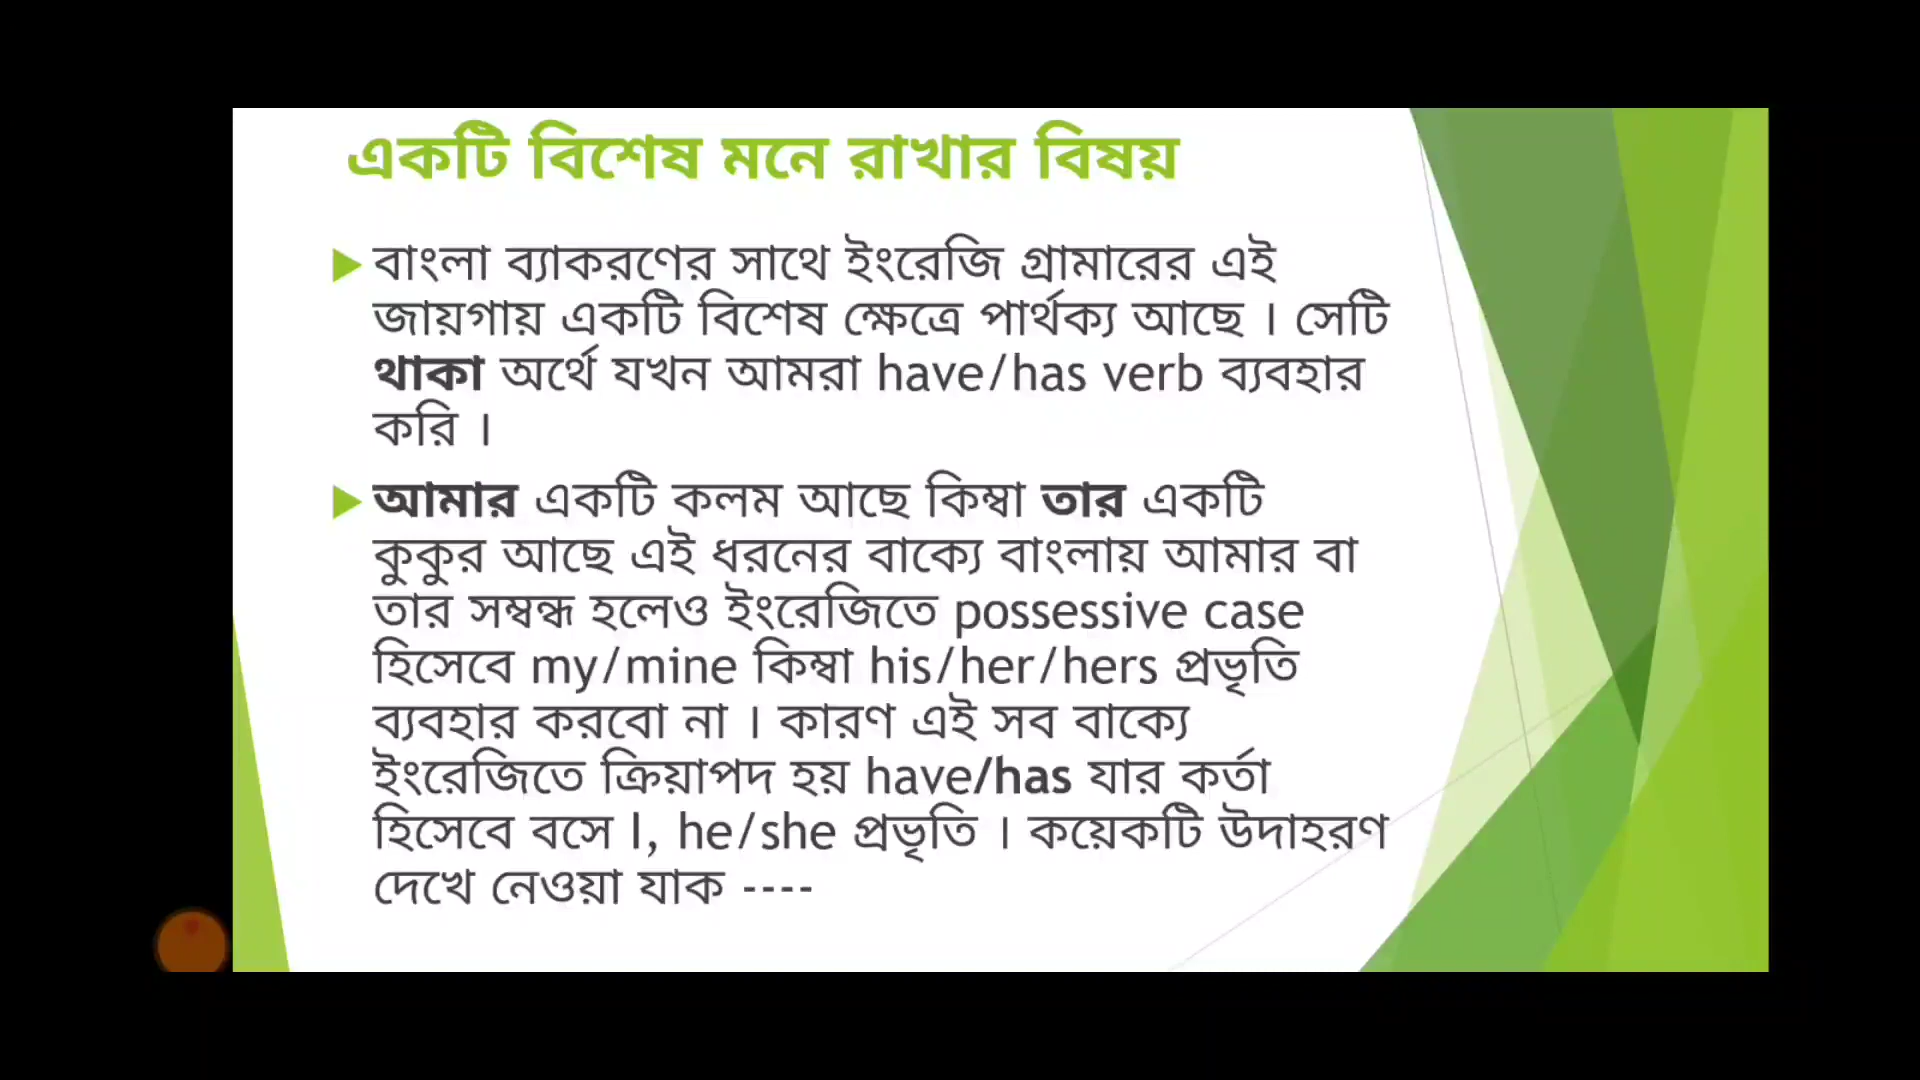 একটি বিশেষ মনে রাখার বিষয়
বাংলা ব্যাকরণের সাথে ইংরেজি গ্রামারের এই
জায়গায় একটি বিশেষ ক্ষেত্রে পার্থক্য আছে । সেটি
থাকা অর্থে যখন আমরা have/has verb ব্যবহার
করি ।
আমার একটি কলম আছে কিম্বা তার একটি
কুকুর আছে এই ধরনের বাক্যে বাংলায় আমার বা
তার সম্বন্ধ হলেও ইংরেজিতে possessive case
হিসেবে my/mine কিম্বা his/her/hers প্রভৃতি
ব্যবহার করবো না । কারণ এই সব বাক্যে
ইংরেজিতে ক্রিয়াপদ হয় have/has যার কর্তা
হিসেবে বসে I, he/she প্রভৃতি । কয়েকটি উদাহরণ
দেখে নেওয়া যাক ----